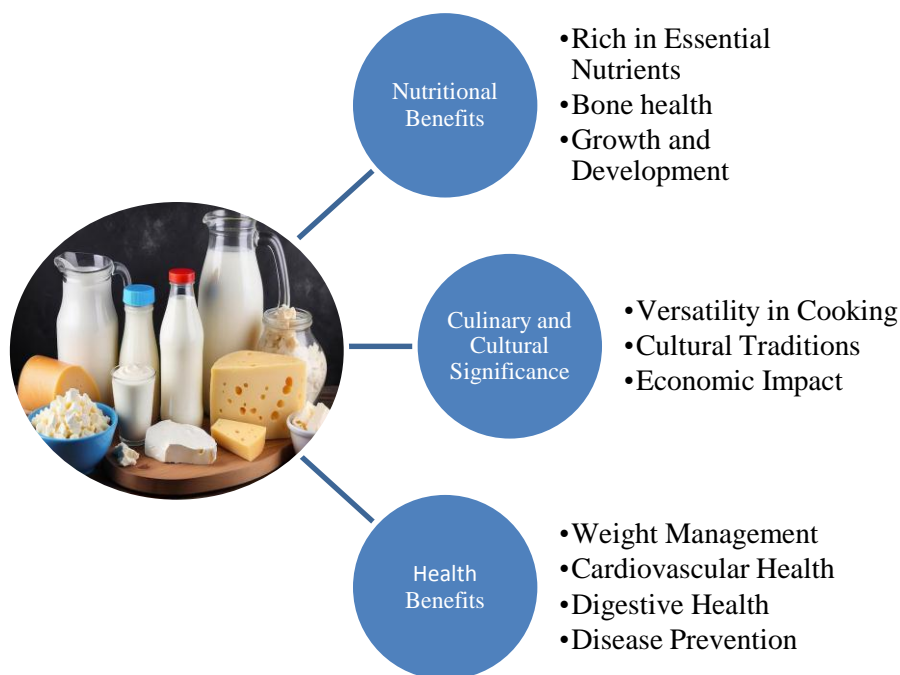 Nutritional
Benefits
•Rich in Essential
Nutrients
•Bone health
•Growth and
Development
Culinary and
Cultural
Significance
•Versatility in Cooking
•Cultural Traditions
•Economic Impact
Health
Benefits
•Weight Management
•Cardiovascular Health
•Digestive Health
•Disease Prevention